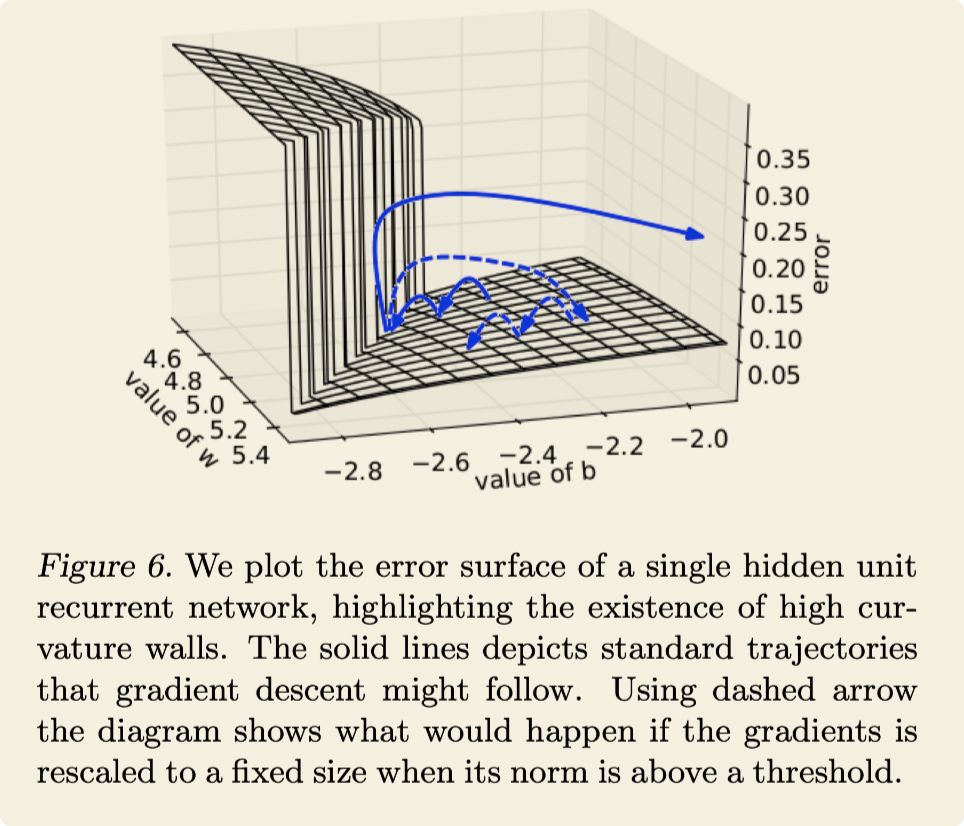 0.35
0.30
0.25
0.20
0.15
0.10
0.05
error
4.6
4.8
5.0
5.2
5.4
value of w
−2.8
−2.6
−2.4
−2.2
−2.0
value of b
Figure 6. We plot the error surface of a single hidden unit
recurrent network, highlighting the existence of high cur-
vature walls. The solid lines depicts standard trajectories
that gradient descent might follow. Using dashed arrow
the diagram shows what would happen if the gradients is
rescaled to a fixed size when its norm is above a threshold.